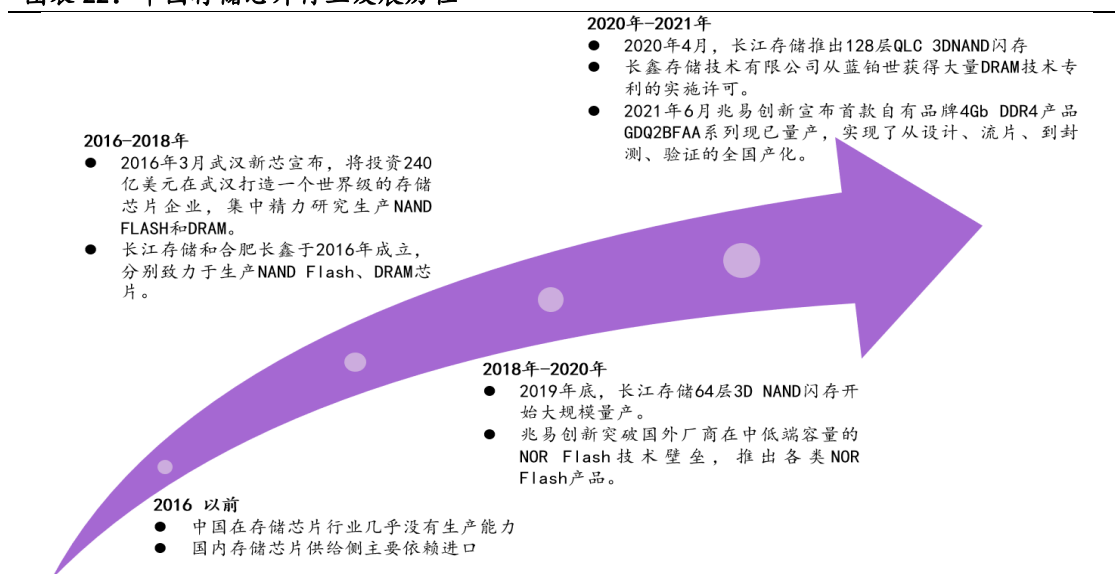 图表 22：中国存储芯片行业发展历程
2020年-2021年
● 2020年4月，长江存储推出128层QLC 3DNAND闪存
● 长鑫存储技术有限公司从蓝铂世获得大量DRAM技术专
利的实施许可。
● 2021年6月兆易创新宣布首款自有品牌4Gb DDR4产品
GDQ2BFAA系列现已量产，实现了从设计、流片、到封
测、验证的全国产化。
2016-2018年
● 2016年3月武汉新芯宣布，将投资240
亿美元在武汉打造一个世界级的存储
芯片企业，集中精力研究生产NAND
FLASH和DRAM。
● 长江存储和合肥长鑫于2016年成立，
分别致力于生产NAND Flash、DRAM芯
片。
2018年-2020年
● 2019年底，长江存储64层3D NAND闪存开
始大规模量产。
● 兆易创新突破国外厂商在中低端容量的
NOR Flash技术壁垒，推出各类NOR
Flash产品。
2016 以前
● 中国在存储芯片行业几乎没有生产能力
● 国内存储芯片供给侧主要依赖进口